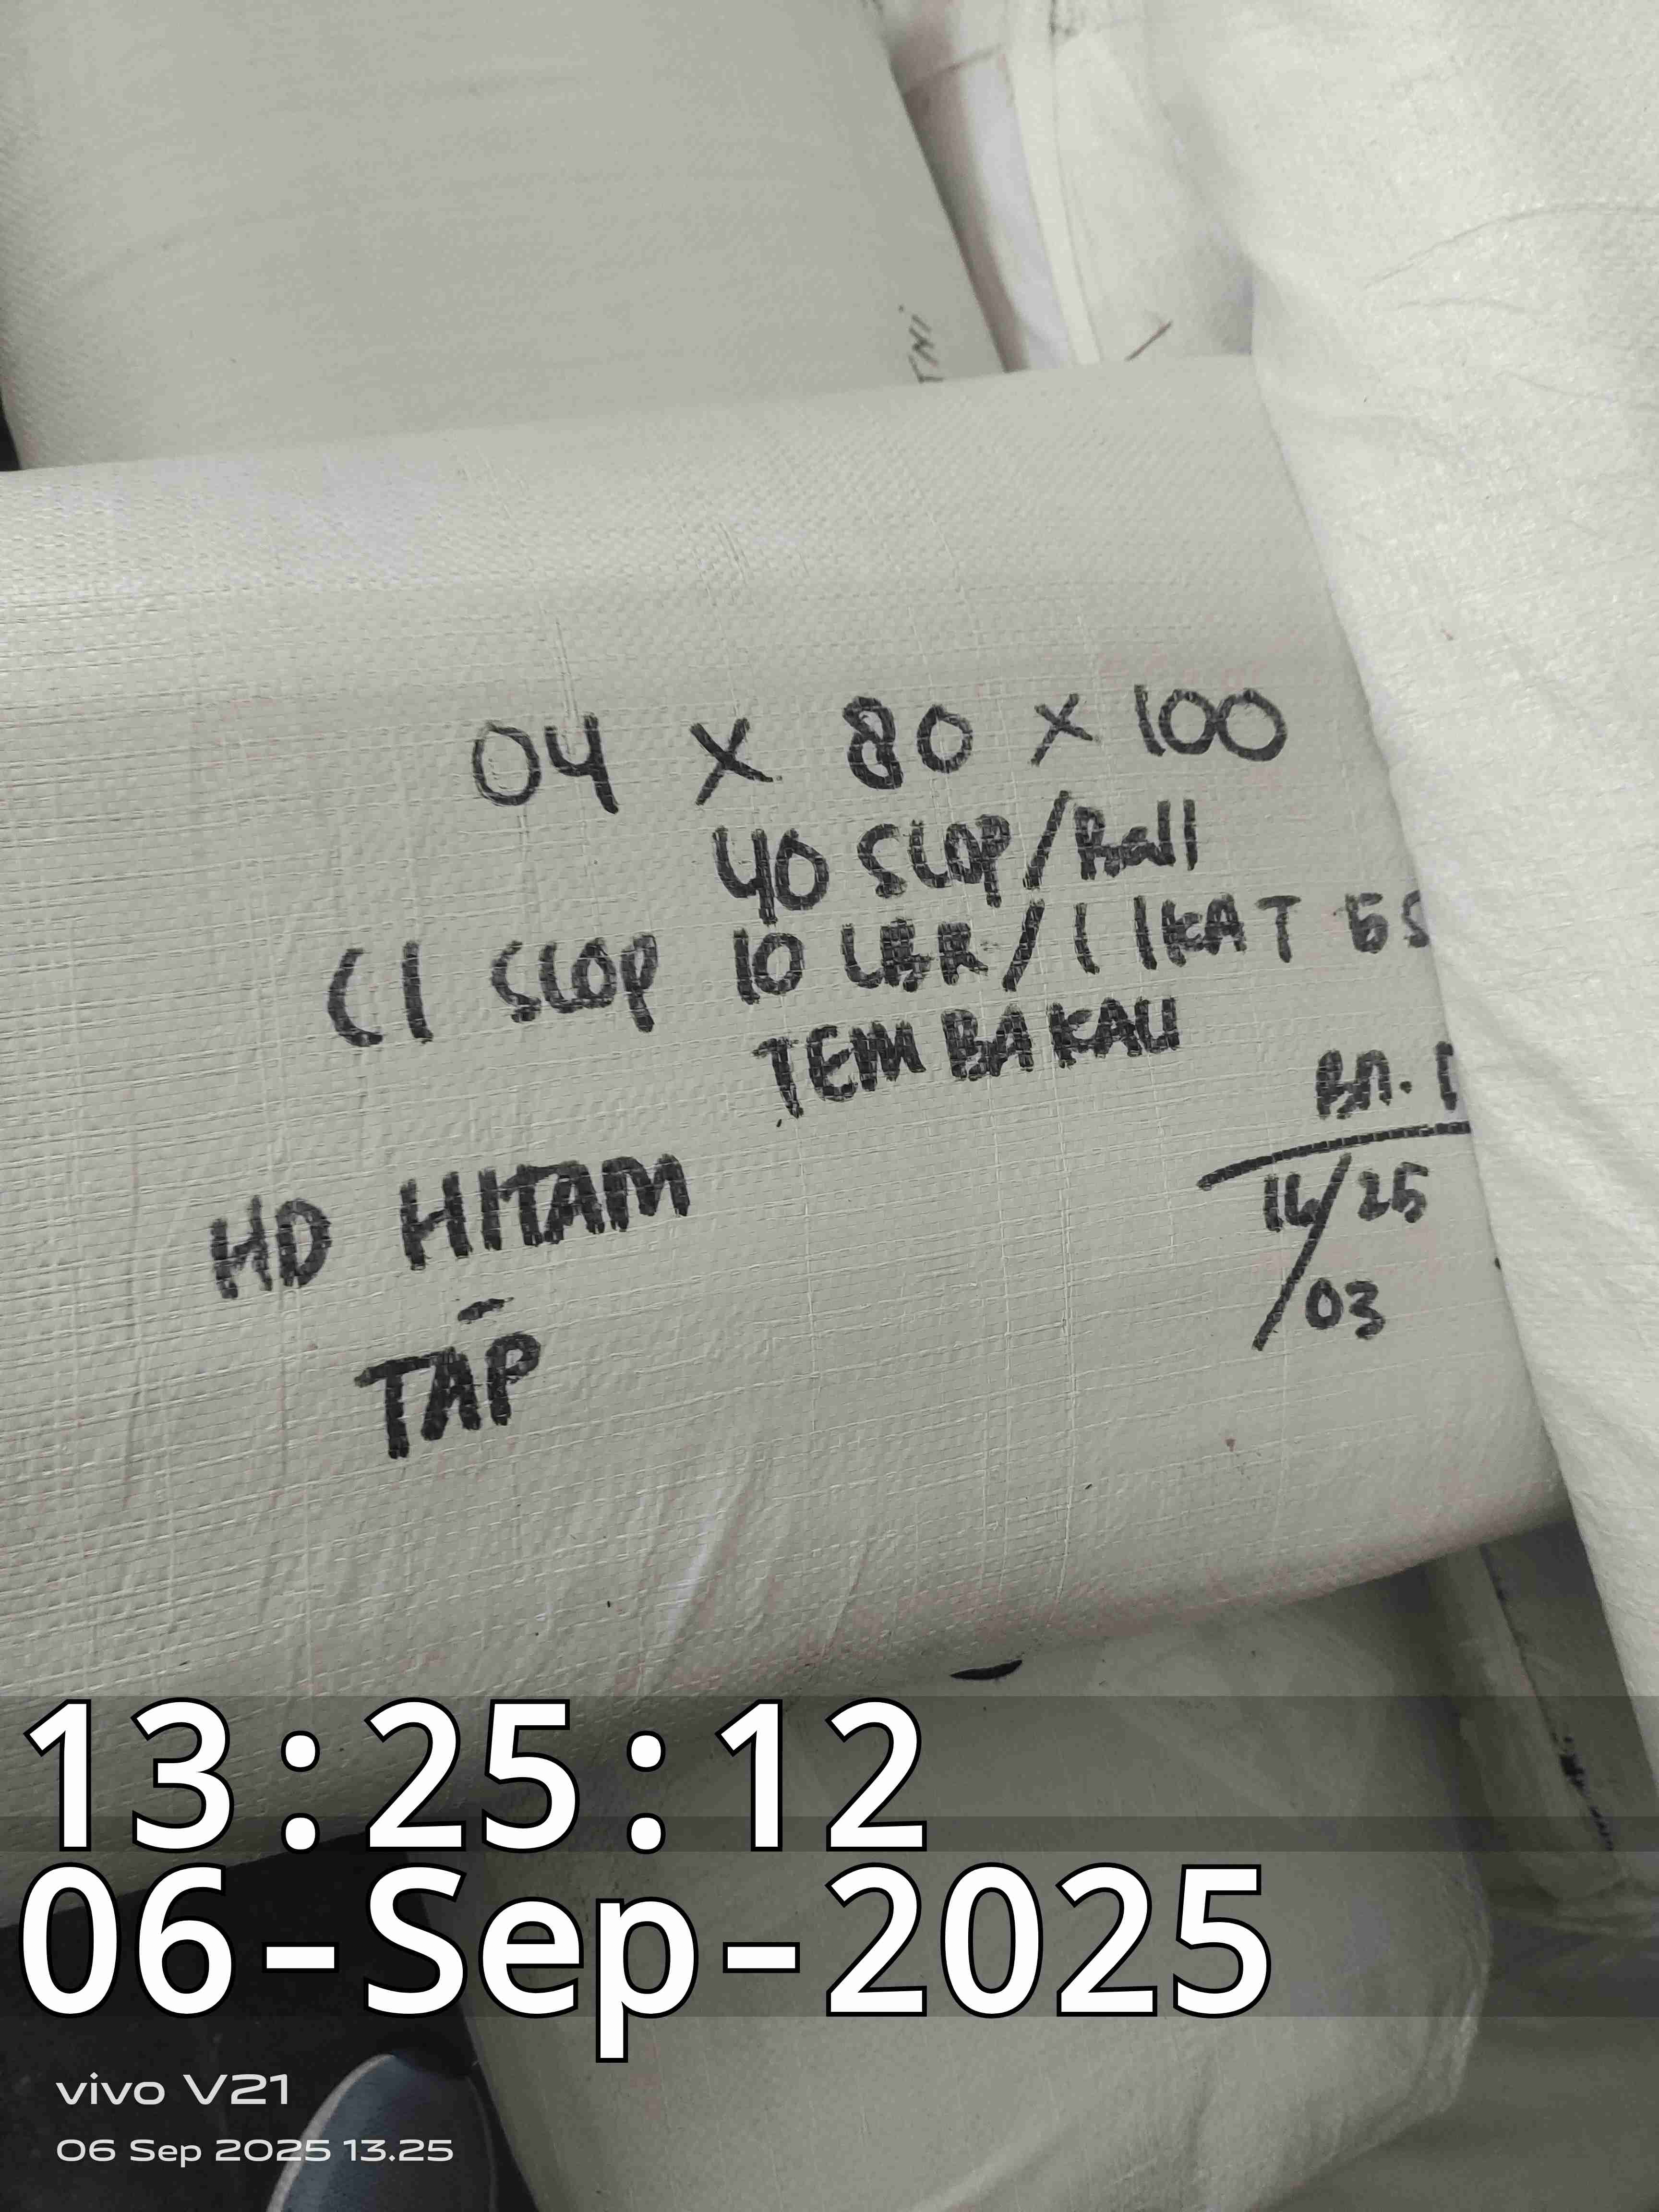 TNI
04 X 80 X 100
40 SLOP/Ball
(1 SLOP 10 LBR/1 IKAT
TEMBAKAU
HD HITAM
-
TAP
/25
/03
13:25:12
06-Sep-2025
vivo V21
06 Sep 2025 13.25